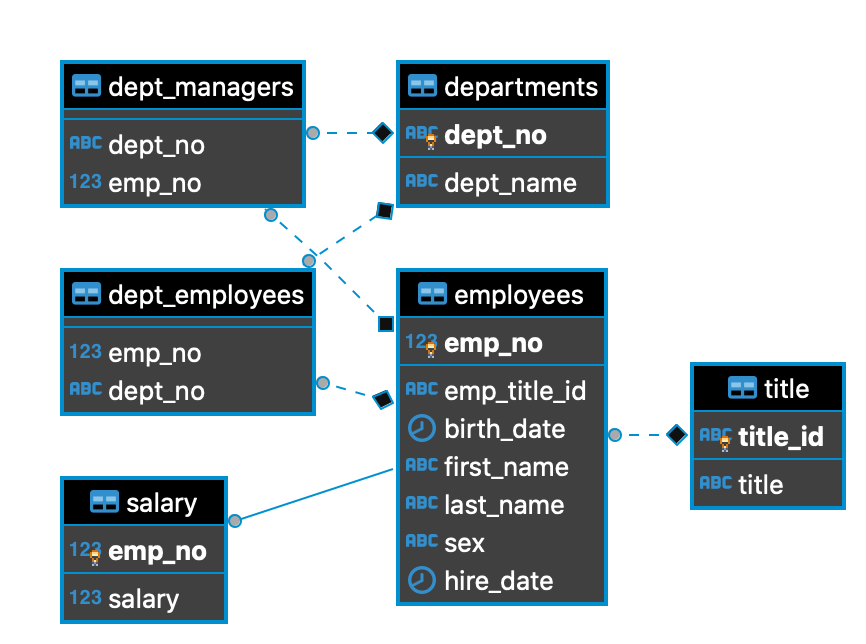 dept_managers
ABC dept_no
123 emp_no
departments
ABC dept_no
ABC dept_name
dept_employees
123 emp_no
ABC dept_no
employees
123 emp_no
ABC emp_title_id
birth_date
ABC first_name
ABC last_name
ABC sex
hire_date
title
ABC title_id
ABC title
salary
123 emp_no
123 salary